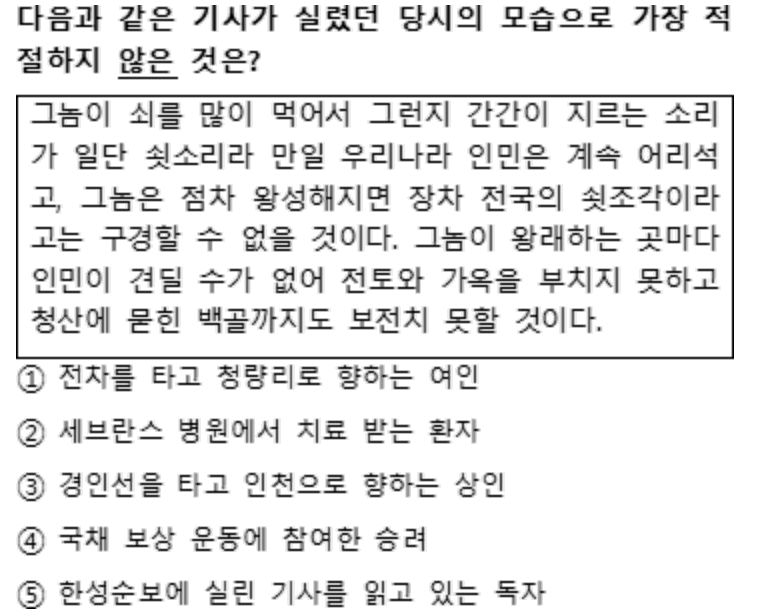 다음과 같은 기사가 실렸던 당시의 모습으로 가장 적
절하지 않은 것은?
그놈이 쇠를 많이 먹어서 그런지 간간이 지르는 소리
가 일단 쇳소리라 만일 우리나라 인민은 계속 어리석
고, 그놈은 점차 왕성해지면 장차 전국의 쇳조각이라
고는 구경할 수 없을 것이다. 그놈이 왕래하는 곳마다
인민이 견딜 수가 없어 전토와 가옥을 부치지 못하고
청산에 묻힌 백골까지도 보전치 못할 것이다.
① 전차를 타고 청량리로 향하는 여인
② 세브란스 병원에서 치료 받는 환자
③ 경인선을 타고 인천으로 향하는 상인
④ 국채 보상 운동에 참여한 승려
⑤ 한성순보에 실린 기사를 읽고 있는 독자